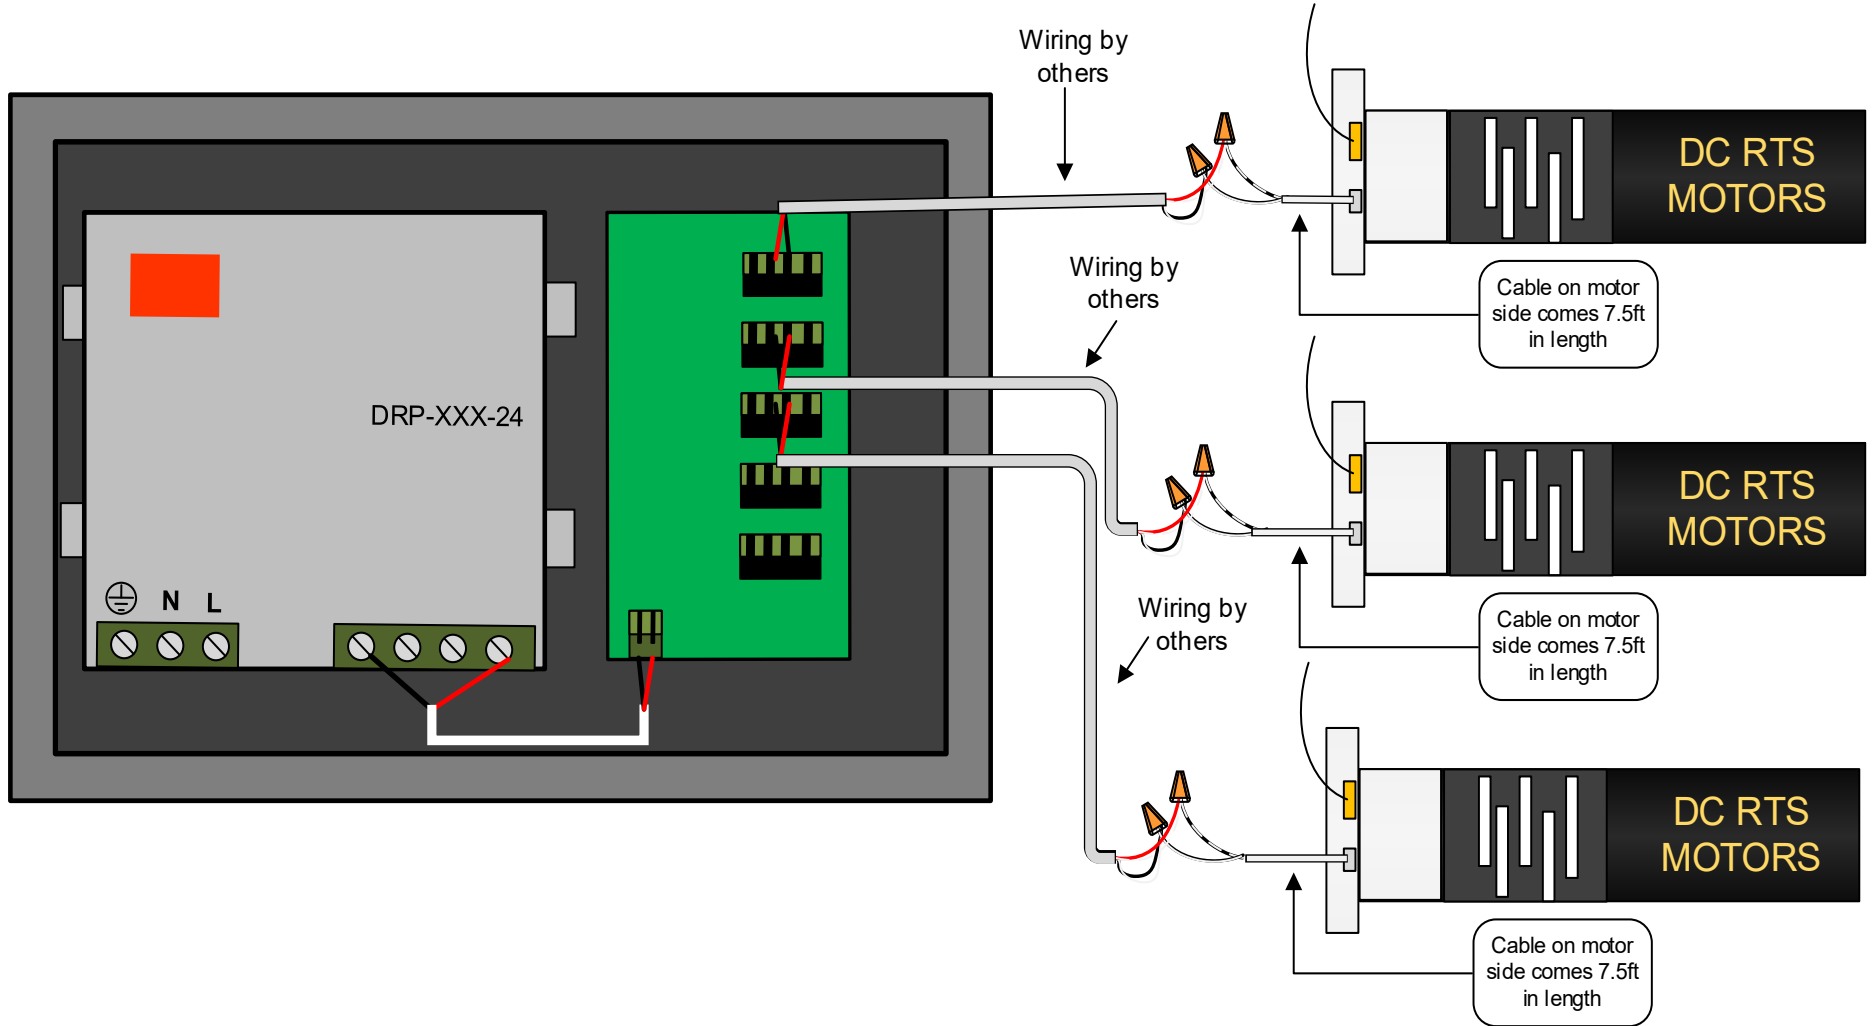 Wiring by
others
DC RTS
MOTORS
Cable on motor
side comes 7.5ft
in length
Wiring by
others
DRP-XXX-24
N L
DC RTS
MOTORS
Cable on motor
side comes 7.5ft
in length
Wiring by
others
DC RTS
MOTORS
Cable on motor
side comes 7.5ft
in length